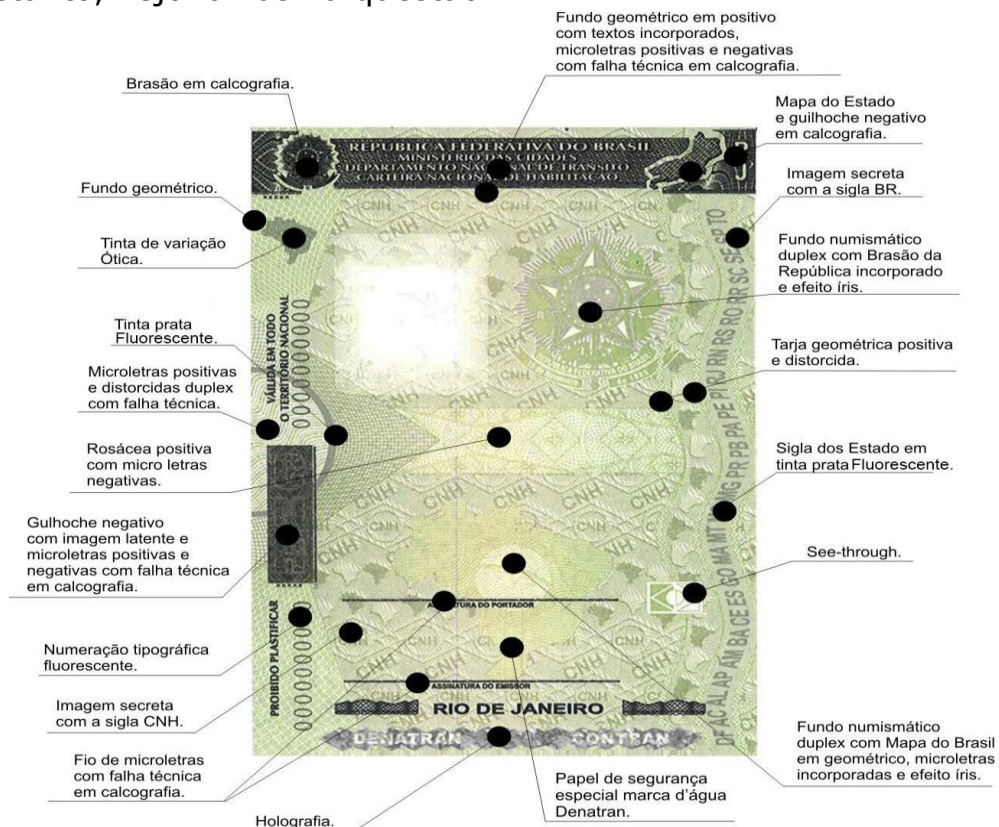 Fundo geométrico em positivo
com textos incorporados,
microletras positivas e negativas
com falha técnica em calcografia.
Brasão em calcografia.
Mapa do Estado
e guilhoche negativo
em calcografia.
REPÚBLICA FEDERATIVA DO BRASIL
MINISTÉRIO DAS CIDADES
DEPARTAMENTO NACIONAL DE TRÂNSITO
CARTEIRA NACIONAL DE HABILITAÇÃO
Fundo geométrico.
Imagem secreta
com a sigla BR.
Tinta de variação
Ótica.
Fundo numismático
duplex com Brasão da
República incorporado
e efeito íris.
Tinta prata
Fluorescente.
VÁILIDA EM TODO
O TERRITÓRIO NACIONAL
000000000
Tarja geométrica positiva
e distorcida.
Microletras positivas
e distorcidas duplex
com falha técnica.
Rosácea positiva
com micro letras
negativas.
Sigla dos Estado em
tinta prata Fluorescente.
CNH
Gulhoche negativo
com imagem latente e
microletras positivas e
negativas com falha técnica
em calcografia.
See-through.
ASSINATURA DO PORTADOR
PROIBIDO PLASTIFICAR
Numeração tipográfica
fluorescente.
ASSINATURA DO EMISSOR
Imagem secreta
com a sigla CNH.
RIO DE JANEIRO
DENATRAN CONTRAN
Fundo numismático
duplex com Mapa do Brasil
em geométrico, microletras
incorporadas e efeito íris.
Fio de microletras
com falha técnica
em calcografia.
Papel de segurança
especial marca d'água
Denatran.
Holografia.